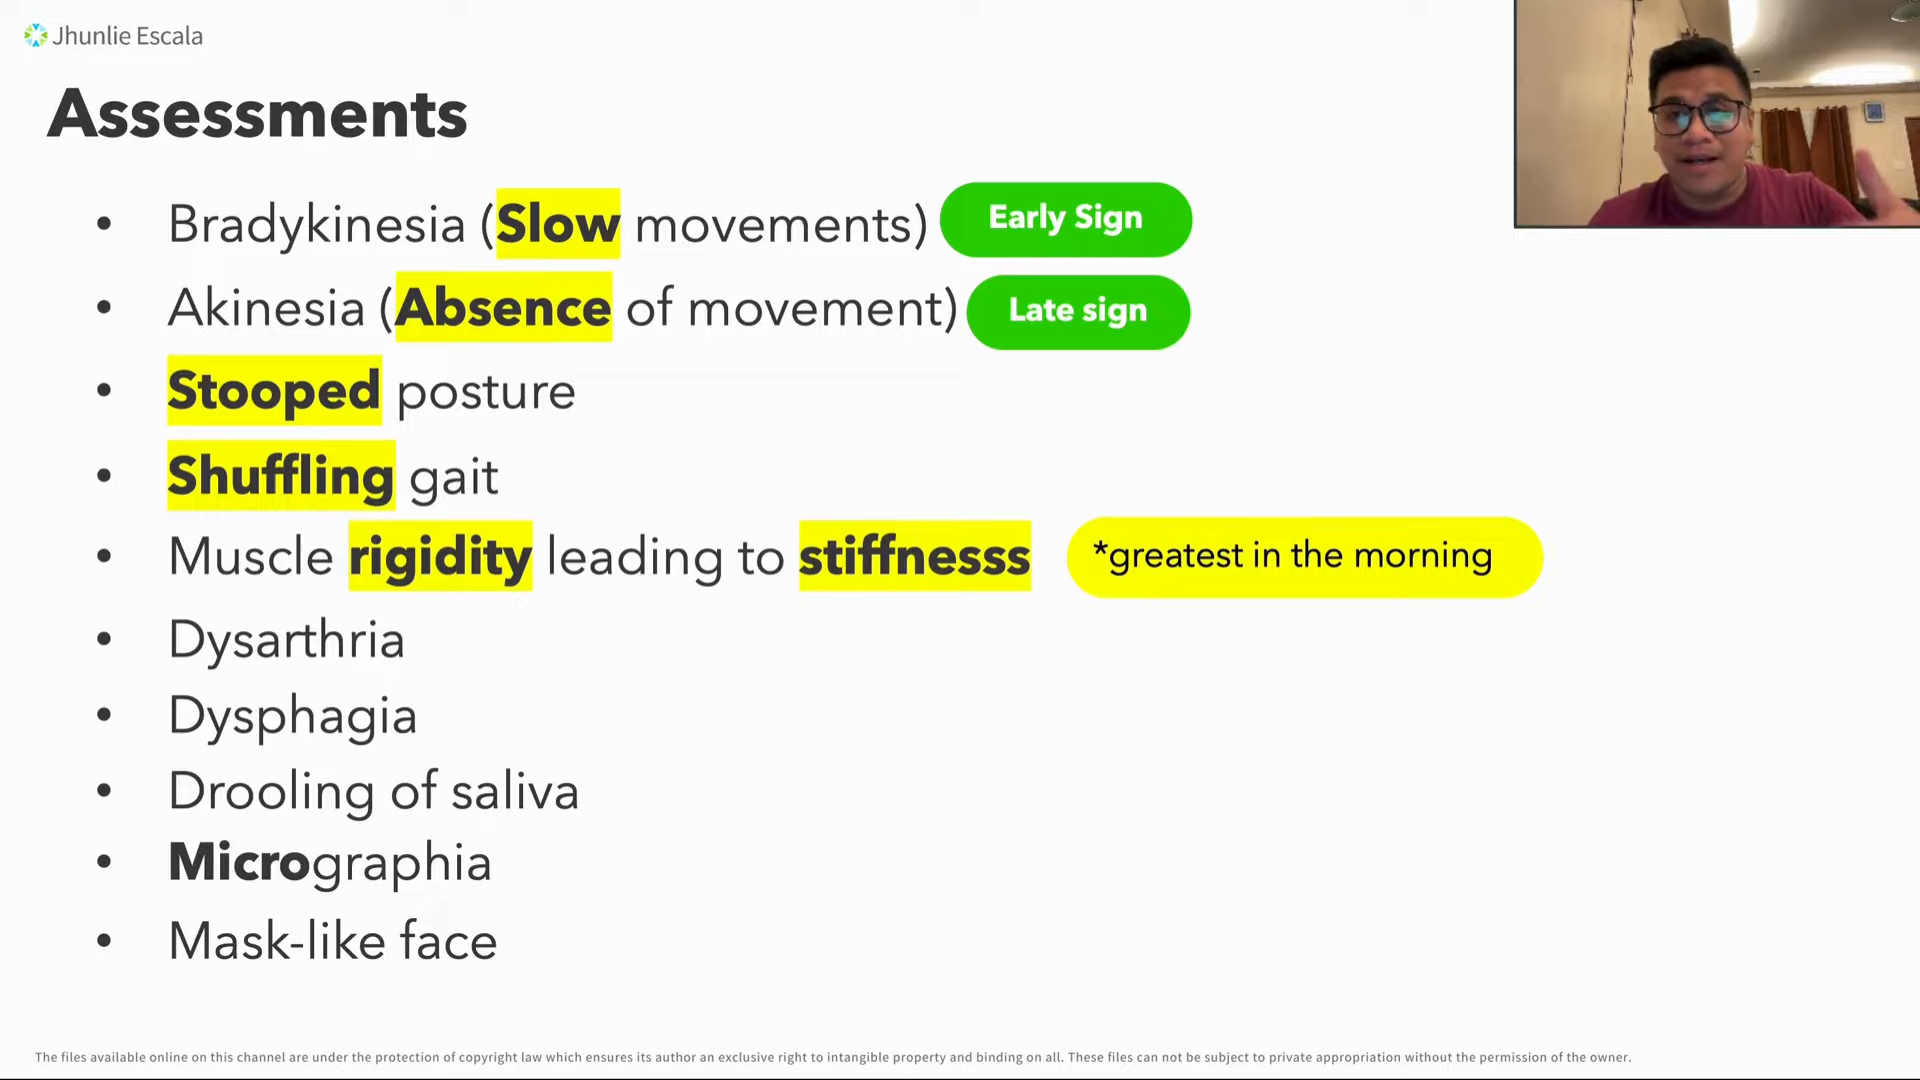 Jhunlie Escala
Assessments
• Bradykinesia (Slow movements) Early Sign
• Akinesia (Absence of movement) Late sign
• Stooped posture
• Shuffling gait
• Muscle rigidity leading to stiffnesss *greatest in the morning
• Dysarthria
• Dysphagia
• Drooling of saliva
• Micrographia
• Mask-like face
The files available online on this channel are under the protection of copyright law which ensures its author an exclusive right to intangible property and binding on all. These files can not be subject to private appropriation without the permission of the owner.